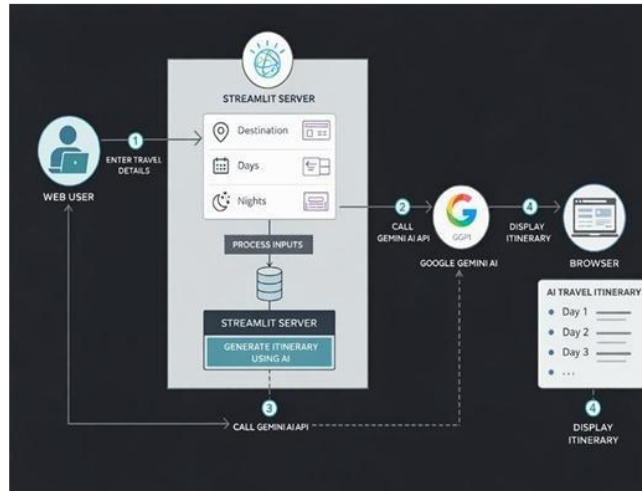 STREAMLIT SERVER
Destination
Days
Nights
1
ENTER TRAVEL
DETAILS
WEB USER
2
CALL
GEMINI AI API
GGPI
GOOGLE GEMINI AI
4
DISPLAY
ITINERARY
BROWSER
PROCESS INPUTS
STREAMLIT SERVER
GENERATE ITINERARY
USING AI
AI TRAVEL ITINERARY
Day 1
Day 2
Day 3
...
3
CALL GEMINI AI API
4
DISPLAY
ITINERARY